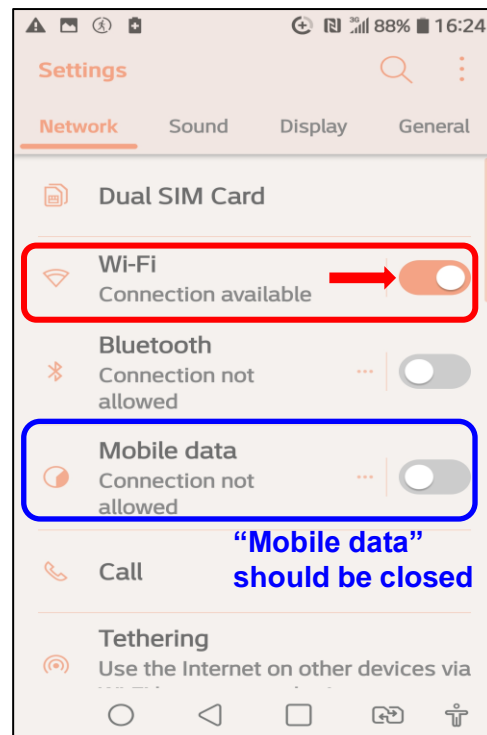 3G 88% 16:24
Settings
Network Sound Display General
Dual SIM Card
Wi-Fi
Connection available
Bluetooth
Connection not
allowed
Mobile data
Connection not
allowed
“Mobile data”
should be closed
Call
Tethering
Use the Internet on other devices via